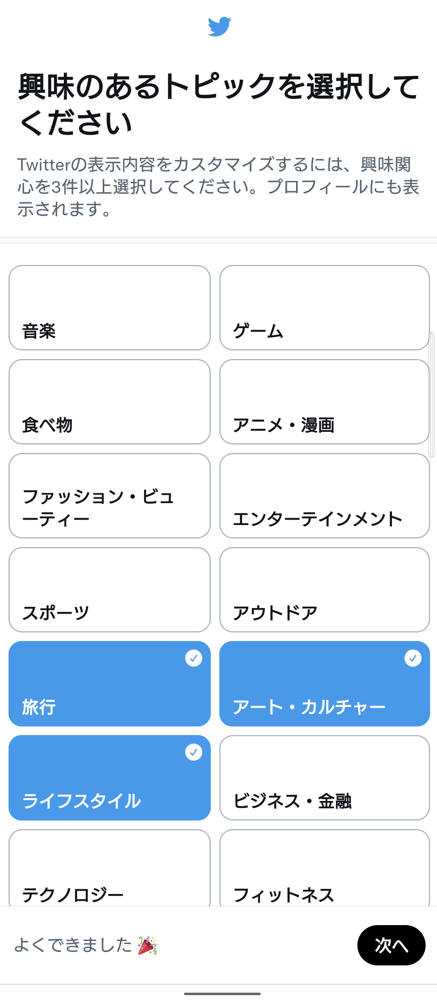 興味のあるトピックを選択して
ください
Twitterの表示内容をカスタマイズするには、興味関
心を3件以上選択してください。プロフィールにも表
示されます。
音楽
ゲーム
食べ物
アニメ・漫画
ファッション・ビュ
ーティー
エンターテインメント
スポーツ
アウトドア
旅行
アート・カルチャー
ライフスタイル
ビジネス・金融
テクノロジー
フィットネス
よくできました 🎉
次へ